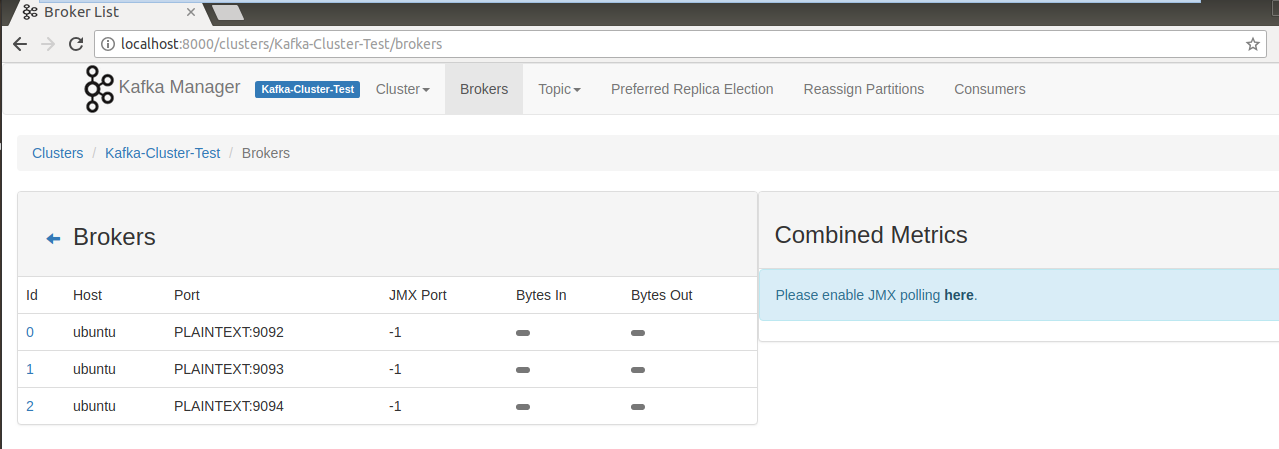 Broker List
localhost:8000/clusters/Kafka-Cluster-Test/brokers
Kafka Manager Kafka-Cluster-Test Cluster Brokers Topic Preferred Replica Election Reassign Partitions Consumers
Clusters / Kafka-Cluster-Test / Brokers
Brokers
Id Host Port JMX Port Bytes In Bytes Out
0 ubuntu PLAINTEXT:9092 -1
1 ubuntu PLAINTEXT:9093 -1
2 ubuntu PLAINTEXT:9094 -1
Combined Metrics
Please enable JMX polling here.